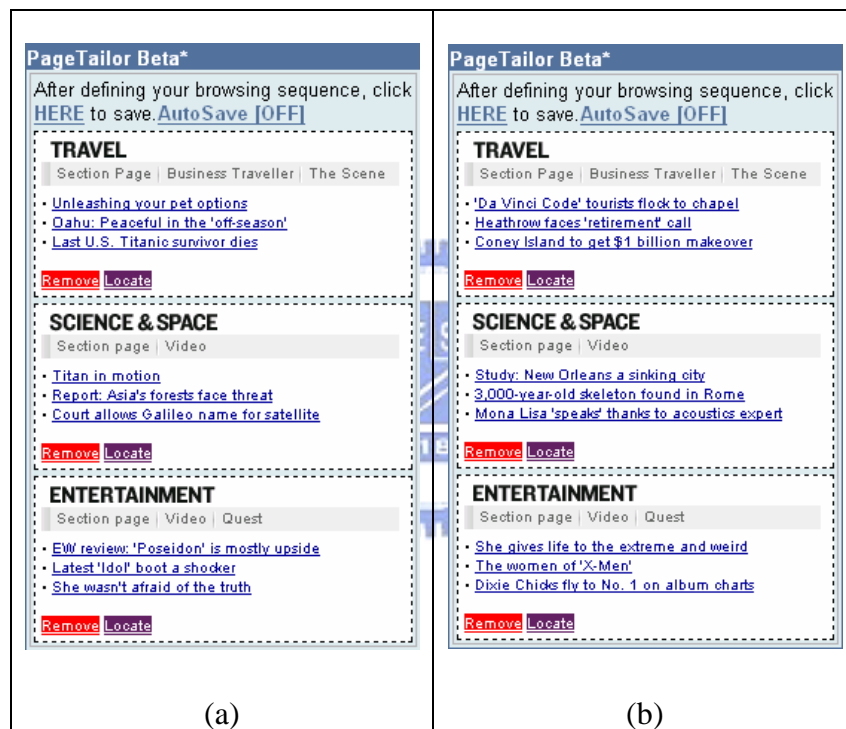 PageTailor Beta*
After defining your browsing sequence, click
HERE to save.AutoSave [OFF]
TRAVEL
Section Page | Business Traveller | The Scene
• Unleashing your pet options
• Oahu: Peaceful in the 'off-season'
• Last U.S. Titanic survivor dies
Remove Locate
SCIENCE & SPACE
Section page | Video
• Titan in motion
• Report: Asia's forests face threat
• Court allows Galileo name for satellite
Remove Locate
ENTERTAINMENT
Section page | Video | Quest
• EW review: 'Poseidon' is mostly upside
• Latest 'Idol' boot a shocker
• She wasn't afraid of the truth
Remove Locate
(a)
PageTailor Beta*
After defining your browsing sequence, click
HERE to save.AutoSave [OFF]
TRAVEL
Section Page | Business Traveller | The Scene
• 'Da Vinci Code' tourists flock to chapel
• Heathrow faces 'retirement' call
• Coney Island to get $1 billion makeover
Remove Locate
SCIENCE & SPACE
Section page | Video
• Study: New Orleans a sinking city
• 3,000-year-old skeleton found in Rome
• Mona Lisa 'speaks' thanks to acoustics expert
Remove Locate
ENTERTAINMENT
Section page | Video | Quest
• She gives life to the extreme and weird
• The women of 'X-Men'
• Dixie Chicks fly to No. 1 on album charts
Remove Locate
(b)